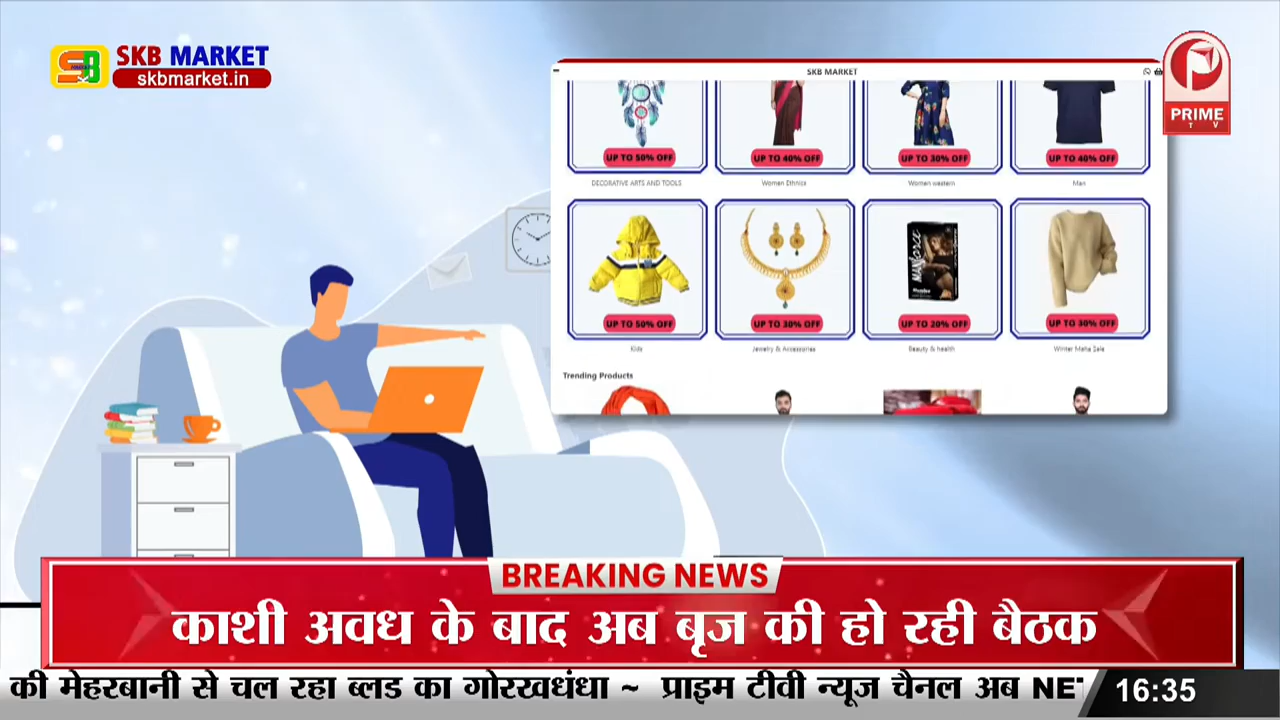 SKB MARKET
skbmarket.in
SKB MARKET
PRIME
TV
UP TO 50% OFF
UP TO 40% OFF
UP TO 30% OFF
UP TO 40% OFF
DECORATIVE ARTS AND TOOLS
Women Ethnics
Women western
Man
MANforce
UP TO 50% OFF
UP TO 30% OFF
UP TO 20% OFF
UP TO 30% OFF
Kids
Jewelry & Accessories
Beauty & health
Winter Maha Sale
Trending Products
BREAKING NEWS
काशी अवध के बाद अब बृज की हो रही बैठक
की मेहरबानी से चल रहा ब्लड का गोरखधंधा ~ प्राइम टीवी न्यूज चैनल अब NET
16:35